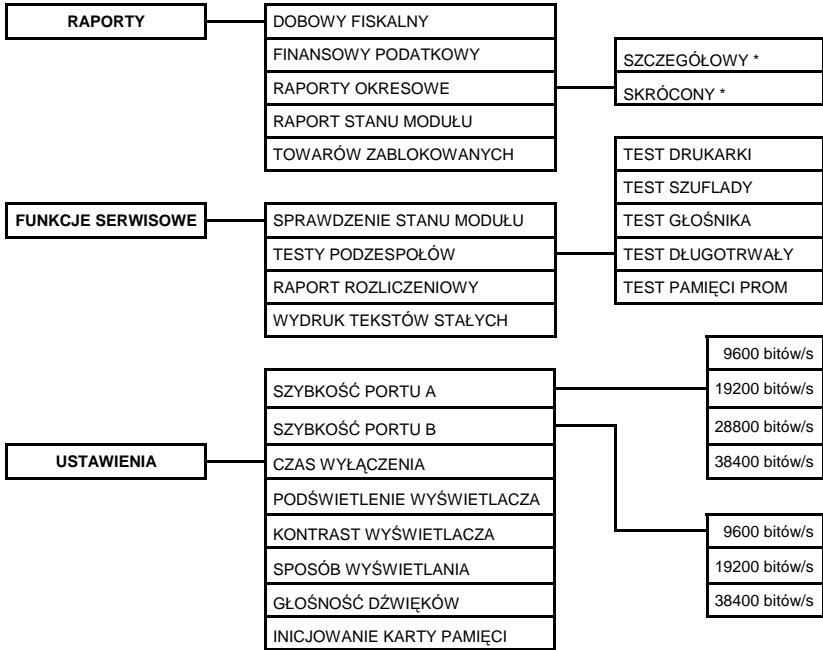 RAPORTY
DOBOWY FISKALNY
FINANSOWY PODATKOWY
RAPORTY OKRESOWE
RAPORT STANU MODUŁU
TOWARÓW ZABLOKOWANYCH
SZCZEGÓŁOWY *
SKRÓCONY *
FUNKCJE SERWISOWE
SPRAWDZENIE STANU MODUŁU
TESTY PODZESPOŁÓW
RAPORT ROZLICZENIOWY
WYDRUK TEKSTÓW STAŁYCH
TEST DRUKARKI
TEST SZUFLADY
TEST GŁOŚNIKA
TEST DŁUGOTRWAŁY
TEST PAMIĘCI PROM
USTAWIENIA
SZYBKOŚĆ PORTU A
SZYBKOŚĆ PORTU B
CZAS WYŁĄCZENIA
PODŚWIETLENIE WYŚWIETLACZA
KONTRAST WYŚWIETLACZA
SPOSÓB WYŚWIETLANIA
GŁOŚNOŚĆ DŹWIĘKÓW
INICJOWANIE KARTY PAMIĘCI
9600 bitów/s
19200 bitów/s
28800 bitów/s
38400 bitów/s
9600 bitów/s
19200 bitów/s
38400 bitów/s